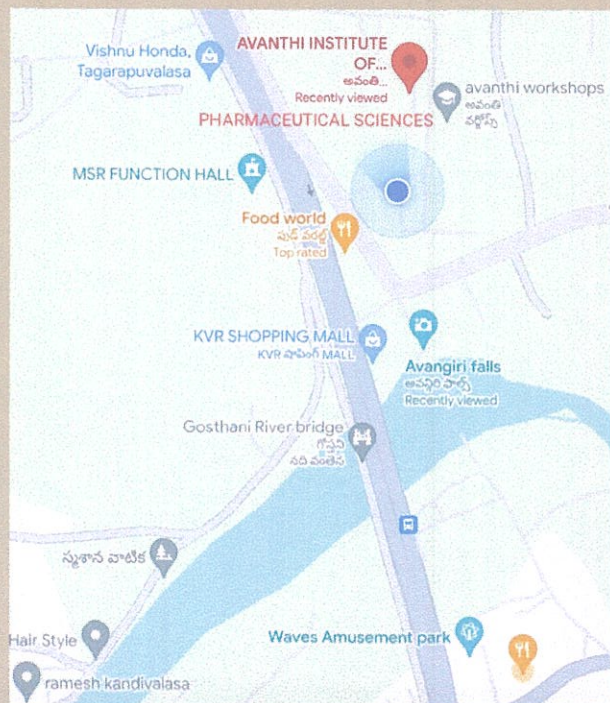 Vishnu Honda,
Tagarapuvalasa
AVANTHI INSTITUTE
OF...
అవంతి...
Recently viewed
PHARMACEUTICAL SCIENCES
avanthi workshops
అవంతి
వర్క్షాప్స్
MSR FUNCTION HALL
Food world
ఫుడ్ వరల్డ్
Top rated
KVR SHOPPING MALL
KVR షాపింగ్ MALL
Avangiri falls
అవన్గిరి ఫాల్స్
Recently viewed
Gosthani River bridge
గోస్తని
నది వంతెన
స్మశాన వాటిక
Hair Style
Waves Amusement park
ramesh kandivalasa